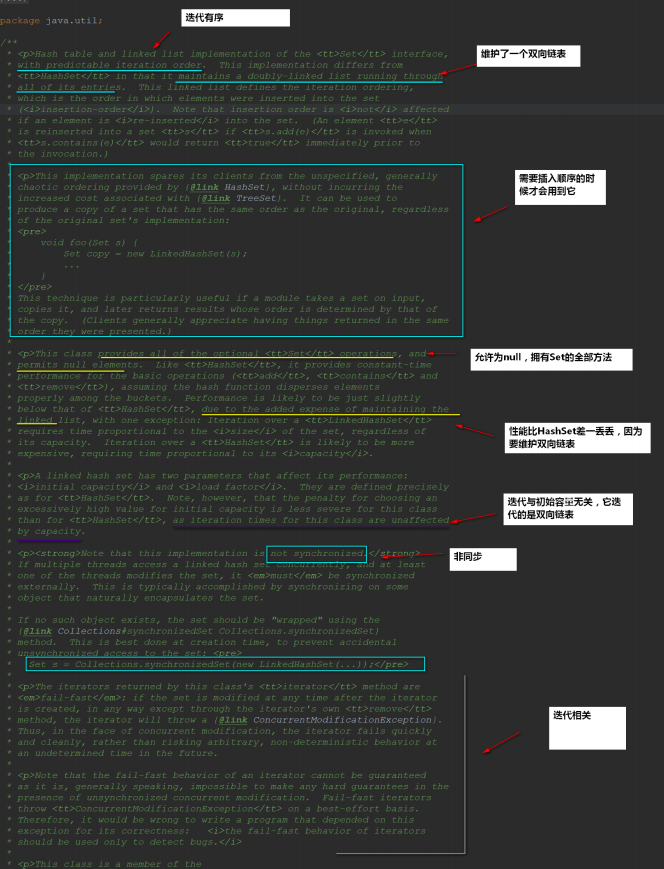 package java.util;
迭代有序
/**
* <p>Hash table and linked list implementation of the <tt>Set</tt> interface,
* with predictable iteration order.  This implementation differs from
* <tt>HashSet</tt> in that it maintains a doubly-linked list running through
* all of its entries.  This linked list defines the iteration ordering,
* which is the order in which elements were inserted into the set
* (<i>insertion-order</i>).  Note that insertion order is <i>not</i> affected
* if an element is <i>re-inserted</i> into the set.  (An element <tt>e</tt>
* is reinserted into a set <tt>s</tt> if <tt>s.add(e)</tt> is invoked when
* <tt>s.contains(e)</tt> would return <tt>true</tt> immediately prior to
* the invocation.)
维护了一个双向链表
*
* <p>This implementation spares its clients from the unspecified, generally
* chaotic ordering provided by {@link HashSet}, without incurring the
* increased cost associated with {@link TreeSet}.  It can be used to
* produce a copy of a set that has the same order as the original, regardless
* of the original set's implementation:
* <pre>
*     void foo(Set s) {
*         Set copy = new LinkedHashSet(s);
*         ...
*     }
* </pre>
* This technique is particularly useful if a module takes a set on input,
* copies it, and later returns results whose order is determined by that of
* the copy.  (Clients generally appreciate having things returned in the same
* order they were presented.)
需要插入顺序的时
候才会用到它
*
* <p>This class provides all of the optional <tt>Set</tt> operations, and
* permits null elements.  Like <tt>HashSet</tt>, it provides constant-time
* performance for the basic operations (<tt>add</tt>, <tt>contains</tt> and
* <tt>remove</tt>), assuming the hash function disperses elements
* properly among the buckets.  Performance is likely to be just slightly
* below that of <tt>HashSet</tt>, due to the added expense of maintaining the
* linked list, with one exception: Iteration over a <tt>LinkedHashSet</tt>
* requires time proportional to the <i>size</i> of the set, regardless of
* its capacity.  Iteration over a <tt>HashSet</tt> is likely to be more
* expensive, requiring time proportional to its <i>capacity</i>.
允许为null，拥有Set的全部方法
性能比HashSet差一丢丢，因为
要维护双向链表
*
* <p>A linked hash set has two parameters that affect its performance:
* <i>initial capacity</i> and <i>load factor</i>.  They are defined precisely
* as for <tt>HashSet</tt>.  Note, however, that the penalty for choosing an
* excessively high value for initial capacity is less severe for this class
* than for <tt>HashSet</tt>, as iteration times for this class are unaffected
* by capacity.
迭代与初始容量无关，它迭
代的是双向链表
*
* <p><strong>Note that this implementation is not synchronized.</strong>
* If multiple threads access a linked hash set concurrently, and at least
* one of the threads modifies the set, it <em>must</em> be synchronized
* externally.  This is typically accomplished by synchronizing on some
* object that naturally encapsulates the set.
非同步
*
* If no such object exists, the set should be "wrapped" using the
* {@link Collections#synchronizedSet Collections.synchronizedSet}
* method.  This is best done at creation time, to prevent accidental
* unsynchronized access to the set: <pre>
*   Set s = Collections.synchronizedSet(new LinkedHashSet(...));</pre>
*
* <p>The iterators returned by this class's <tt>iterator</tt> method are
* <em>fail-fast</em>: if the set is modified at any time after the iterator
* is created, in any way except through the iterator's own <tt>remove</tt>
* method, the iterator will throw a {@link ConcurrentModificationException}.
* Thus, in the face of concurrent modification, the iterator fails quickly
* and cleanly, rather than risking arbitrary, non-deterministic behavior at
* an undetermined time in the future.
迭代相关
*
* <p>Note that the fail-fast behavior of an iterator cannot be guaranteed
* as it is, generally speaking, impossible to make any hard guarantees in the
* presence of unsynchronized concurrent modification.  Fail-fast iterators
* throw <tt>ConcurrentModificationException</tt> on a best-effort basis.
* Therefore, it would be wrong to write a program that depended on this
* exception for its correctness:   <i>the fail-fast behavior of iterators
* should be used only to detect bugs.</i>
*
* <p>This class is a member of the